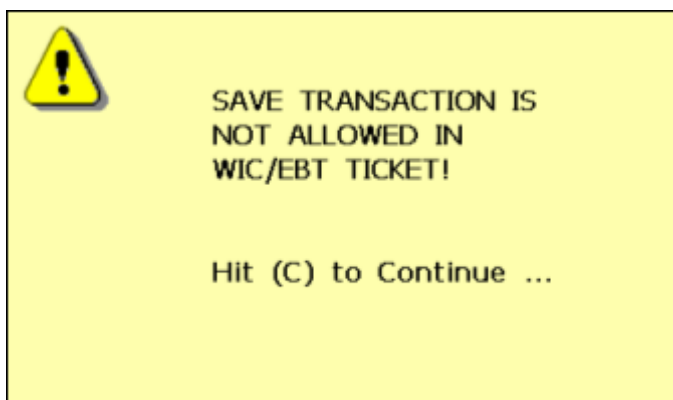 SAVE TRANSACTION IS
NOT ALLOWED IN
WIC/EBT TICKET!
Hit (C) to Continue ...